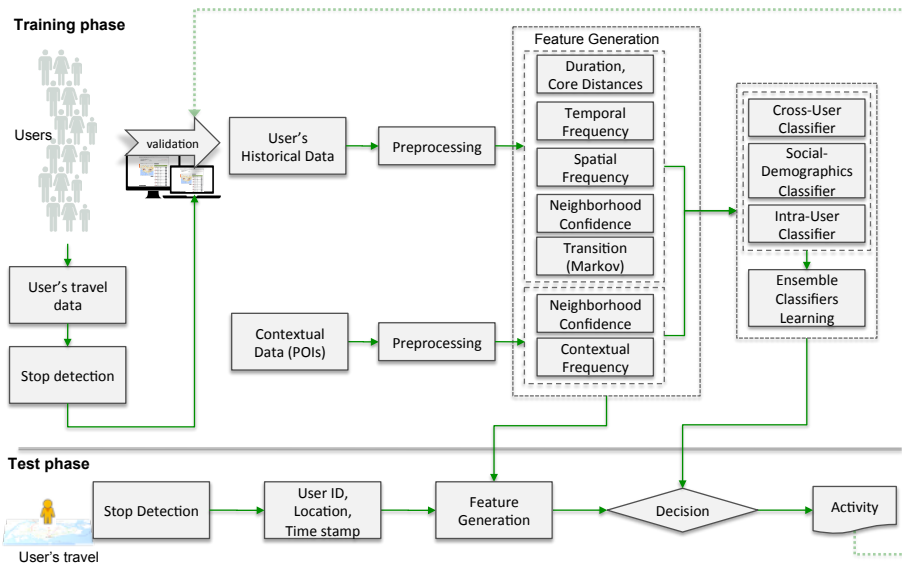 Training phase
Users
validation
User's
Historical Data
Preprocessing
Feature Generation
Duration,
Core Distances
Temporal
Frequency
Spatial
Frequency
Neighborhood
Confidence
Transition
(Markov)
Cross-User
Classifier
Social-
Demographics
Classifier
Intra-User
Classifier
Ensemble
Classifiers
Learning
User's travel
data
Stop detection
Contextual
Data (POIs)
Preprocessing
Neighborhood
Confidence
Contextual
Frequency
Test phase
User's travel
Stop Detection
User ID,
Location,
Time stamp
Feature
Generation
Decision
Activity